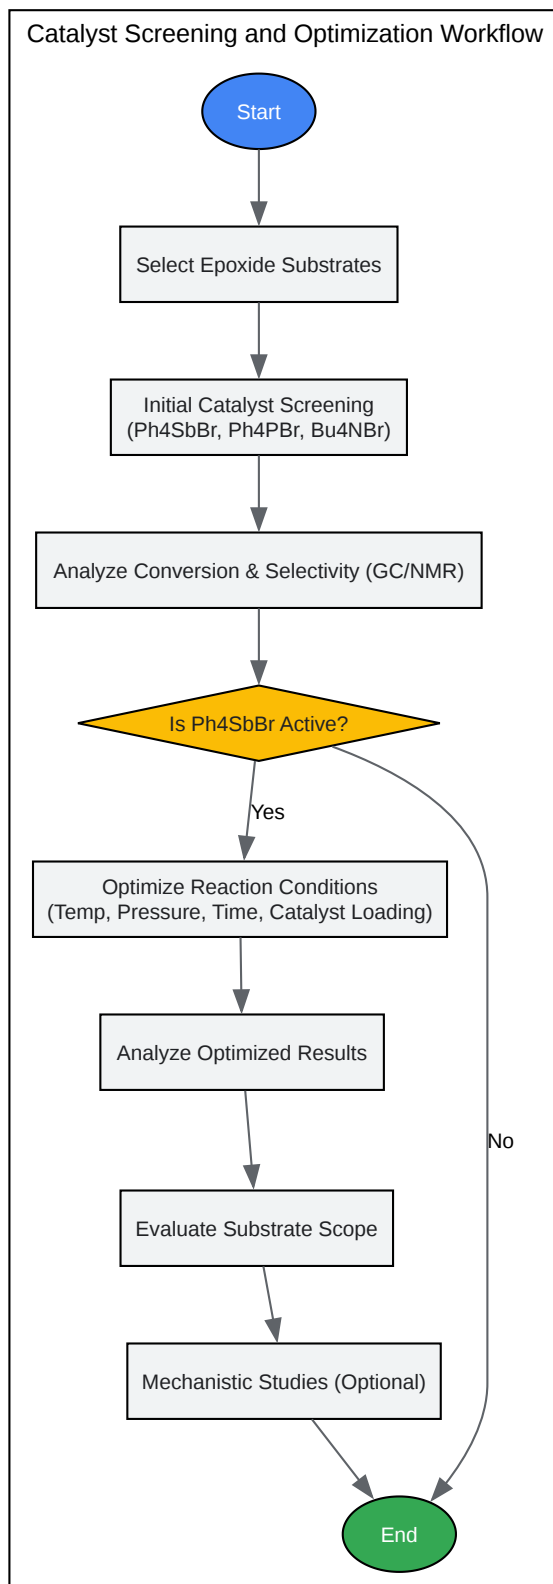 Catalyst Screening and Optimization Workflow
Start
Select Epoxide Substrates
Initial Catalyst Screening
(Ph4SbBr, Ph4PBr, Bu4NBr)
Analyze Conversion & Selectivity (GC/NMR)
Is Ph4SbBr Active?
Yes
Optimize Reaction Conditions
(Temp, Pressure, Time, Catalyst Loading)
Analyze Optimized Results
No
Evaluate Substrate Scope
Mechanistic Studies (Optional)
End